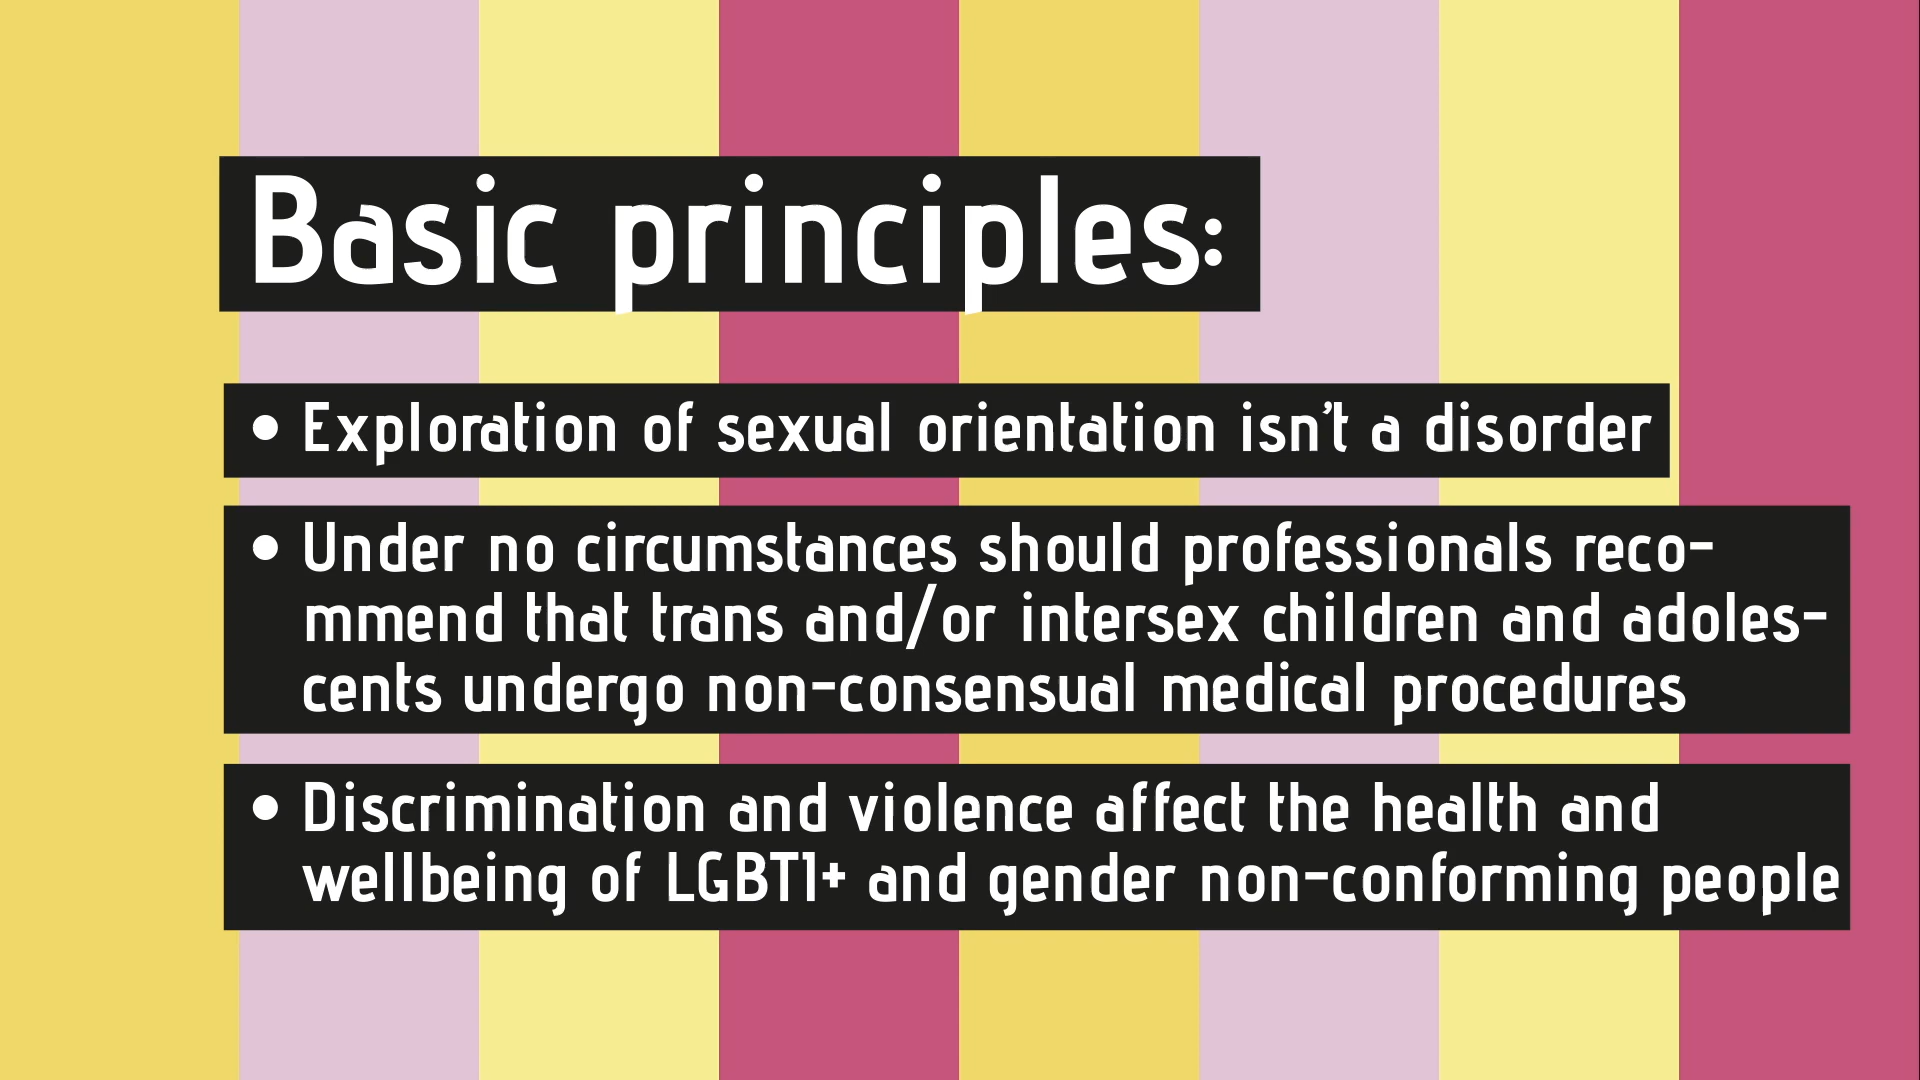 Basic principles:
• Exploration of sexual orientation isn't a disorder
• Under no circumstances should professionals reco-
mmend that trans and/or intersex children and adoles-
cents undergo non-consensual medical procedures
• Discrimination and violence affect the health and
wellbeing of LGBTI+ and gender non-conforming people